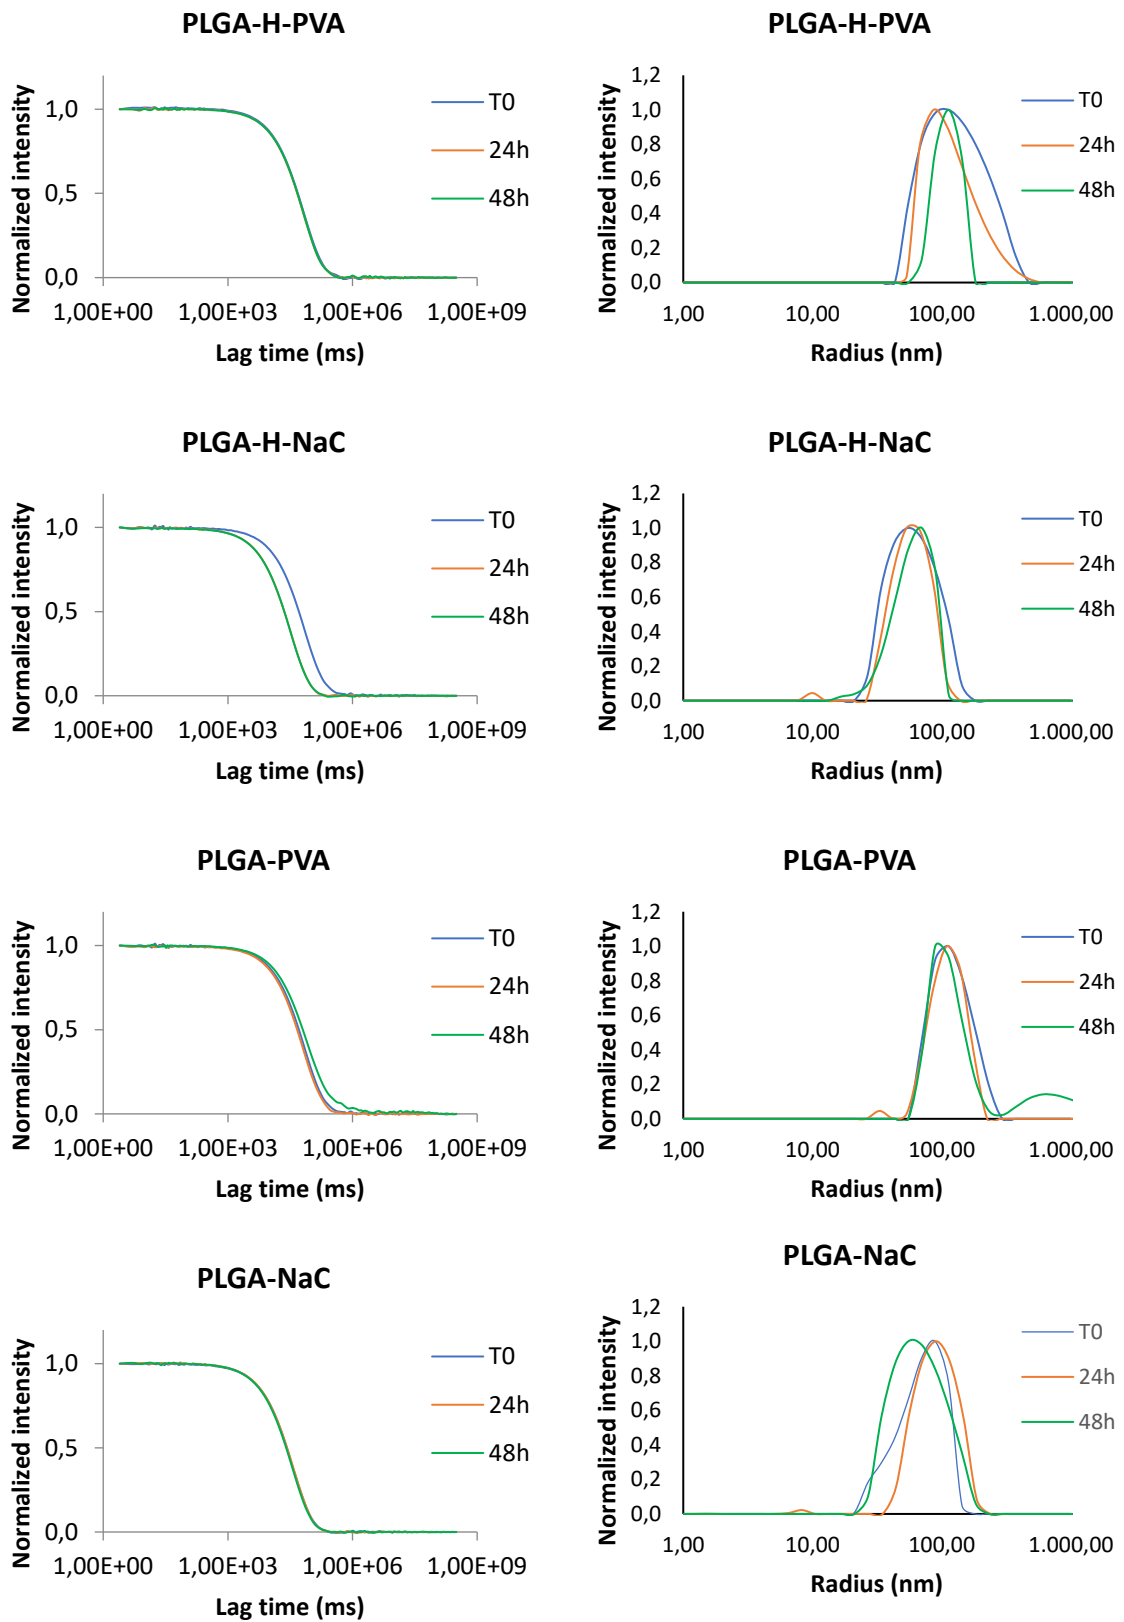 PLGA-H-PVA
Normalized intensity
1,0
0,5
0,0
1,00E+00 1,00E+03 1,00E+06 1,00E+09
Lag time (ms)
T0
24h
48h
PLGA-H-PVA
Normalized intensity
1,2
1,0
0,8
0,6
0,4
0,2
0,0
1,00 10,00 100,00 1.000,00
Radius (nm)
T0
24h
48h
PLGA-H-NaC
Normalized intensity
1,0
0,5
0,0
1,00E+00 1,00E+03 1,00E+06 1,00E+09
Lag time (ms)
T0
24h
48h
PLGA-H-NaC
Normalized intensity
1,2
1,0
0,8
0,6
0,4
0,2
0,0
1,00 10,00 100,00 1.000,00
Radius (nm)
T0
24h
48h
PLGA-PVA
Normalized intensity
1,0
0,5
0,0
1,00E+00 1,00E+03 1,00E+06 1,00E+09
Lag time (ms)
T0
24h
48h
PLGA-PVA
Normalized intensity
1,2
1,0
0,8
0,6
0,4
0,2
0,0
1,00 10,00 100,00 1.000,00
Radius (nm)
T0
24h
48h
PLGA-NaC
Normalized intensity
1,0
0,5
0,0
1,00E+00 1,00E+03 1,00E+06 1,00E+09
Lag time (ms)
T0
24h
48h
PLGA-NaC
Normalized intensity
1,2
1,0
0,8
0,6
0,4
0,2
0,0
1,00 10,00 100,00 1.000,00
Radius (nm)
T0
24h
48h